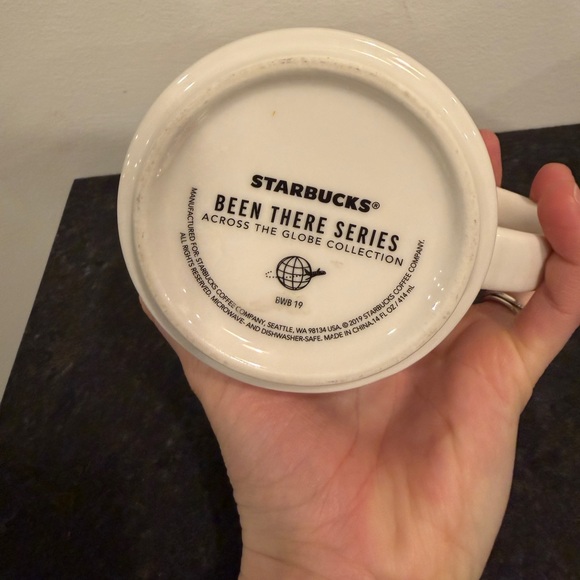 STARBUCKS®
BEEN THERE SERIES
ACROSS THE GLOBE COLLECTION
BWB 19
MANUFACTURED FOR: STARBUCKS COFFEE COMPANY, SEATTLE, WA 98134 USA. © 2019 STARBUCKS COFFEE COMPANY.
ALL RIGHTS RESERVED. MICROWAVE- AND DISHWASHER-SAFE. MADE IN CHINA. 14 FL OZ / 414 mL